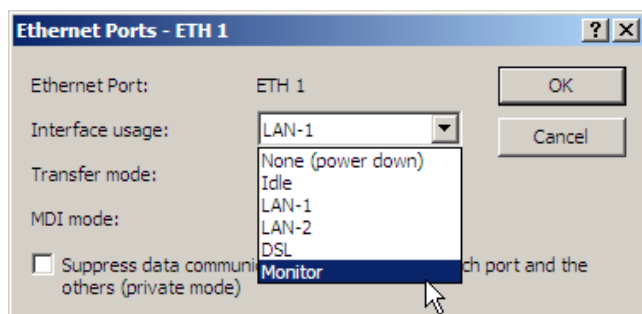 Ethernet Ports - ETH 1
Ethernet Port: ETH 1 OK
Interface usage: LAN-1 Cancel
None (power down)
Transfer mode: Idle
LAN-1
MDI mode: LAN-2
DSL
Suppress data communi ch port and the
Monitor
others (private mode)